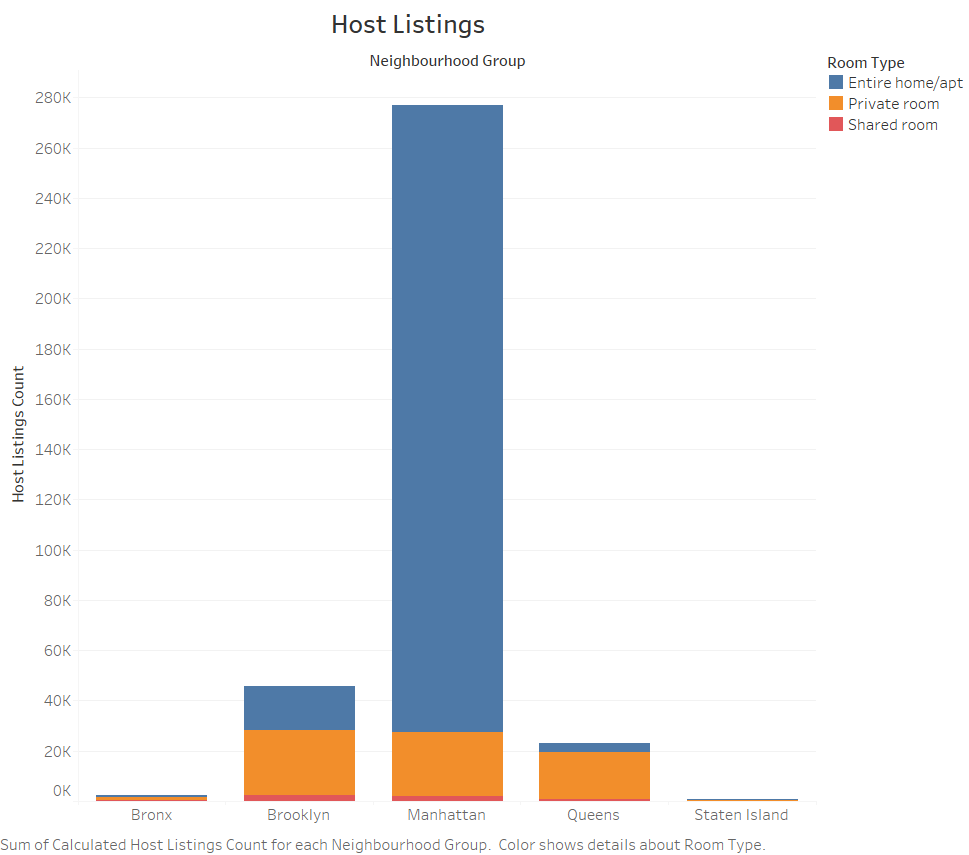 Host Listings
Neighbourhood Group
Room Type
Entire home/apt
Private room
Shared room
Host Listings Count
280K
260K
240K
220K
200K
180K
160K
140K
120K
100K
80K
60K
40K
20K
0K
Bronx Brooklyn Manhattan Queens Staten Island
Sum of Calculated Host Listings Count for each Neighbourhood Group. Color shows details about Room Type.